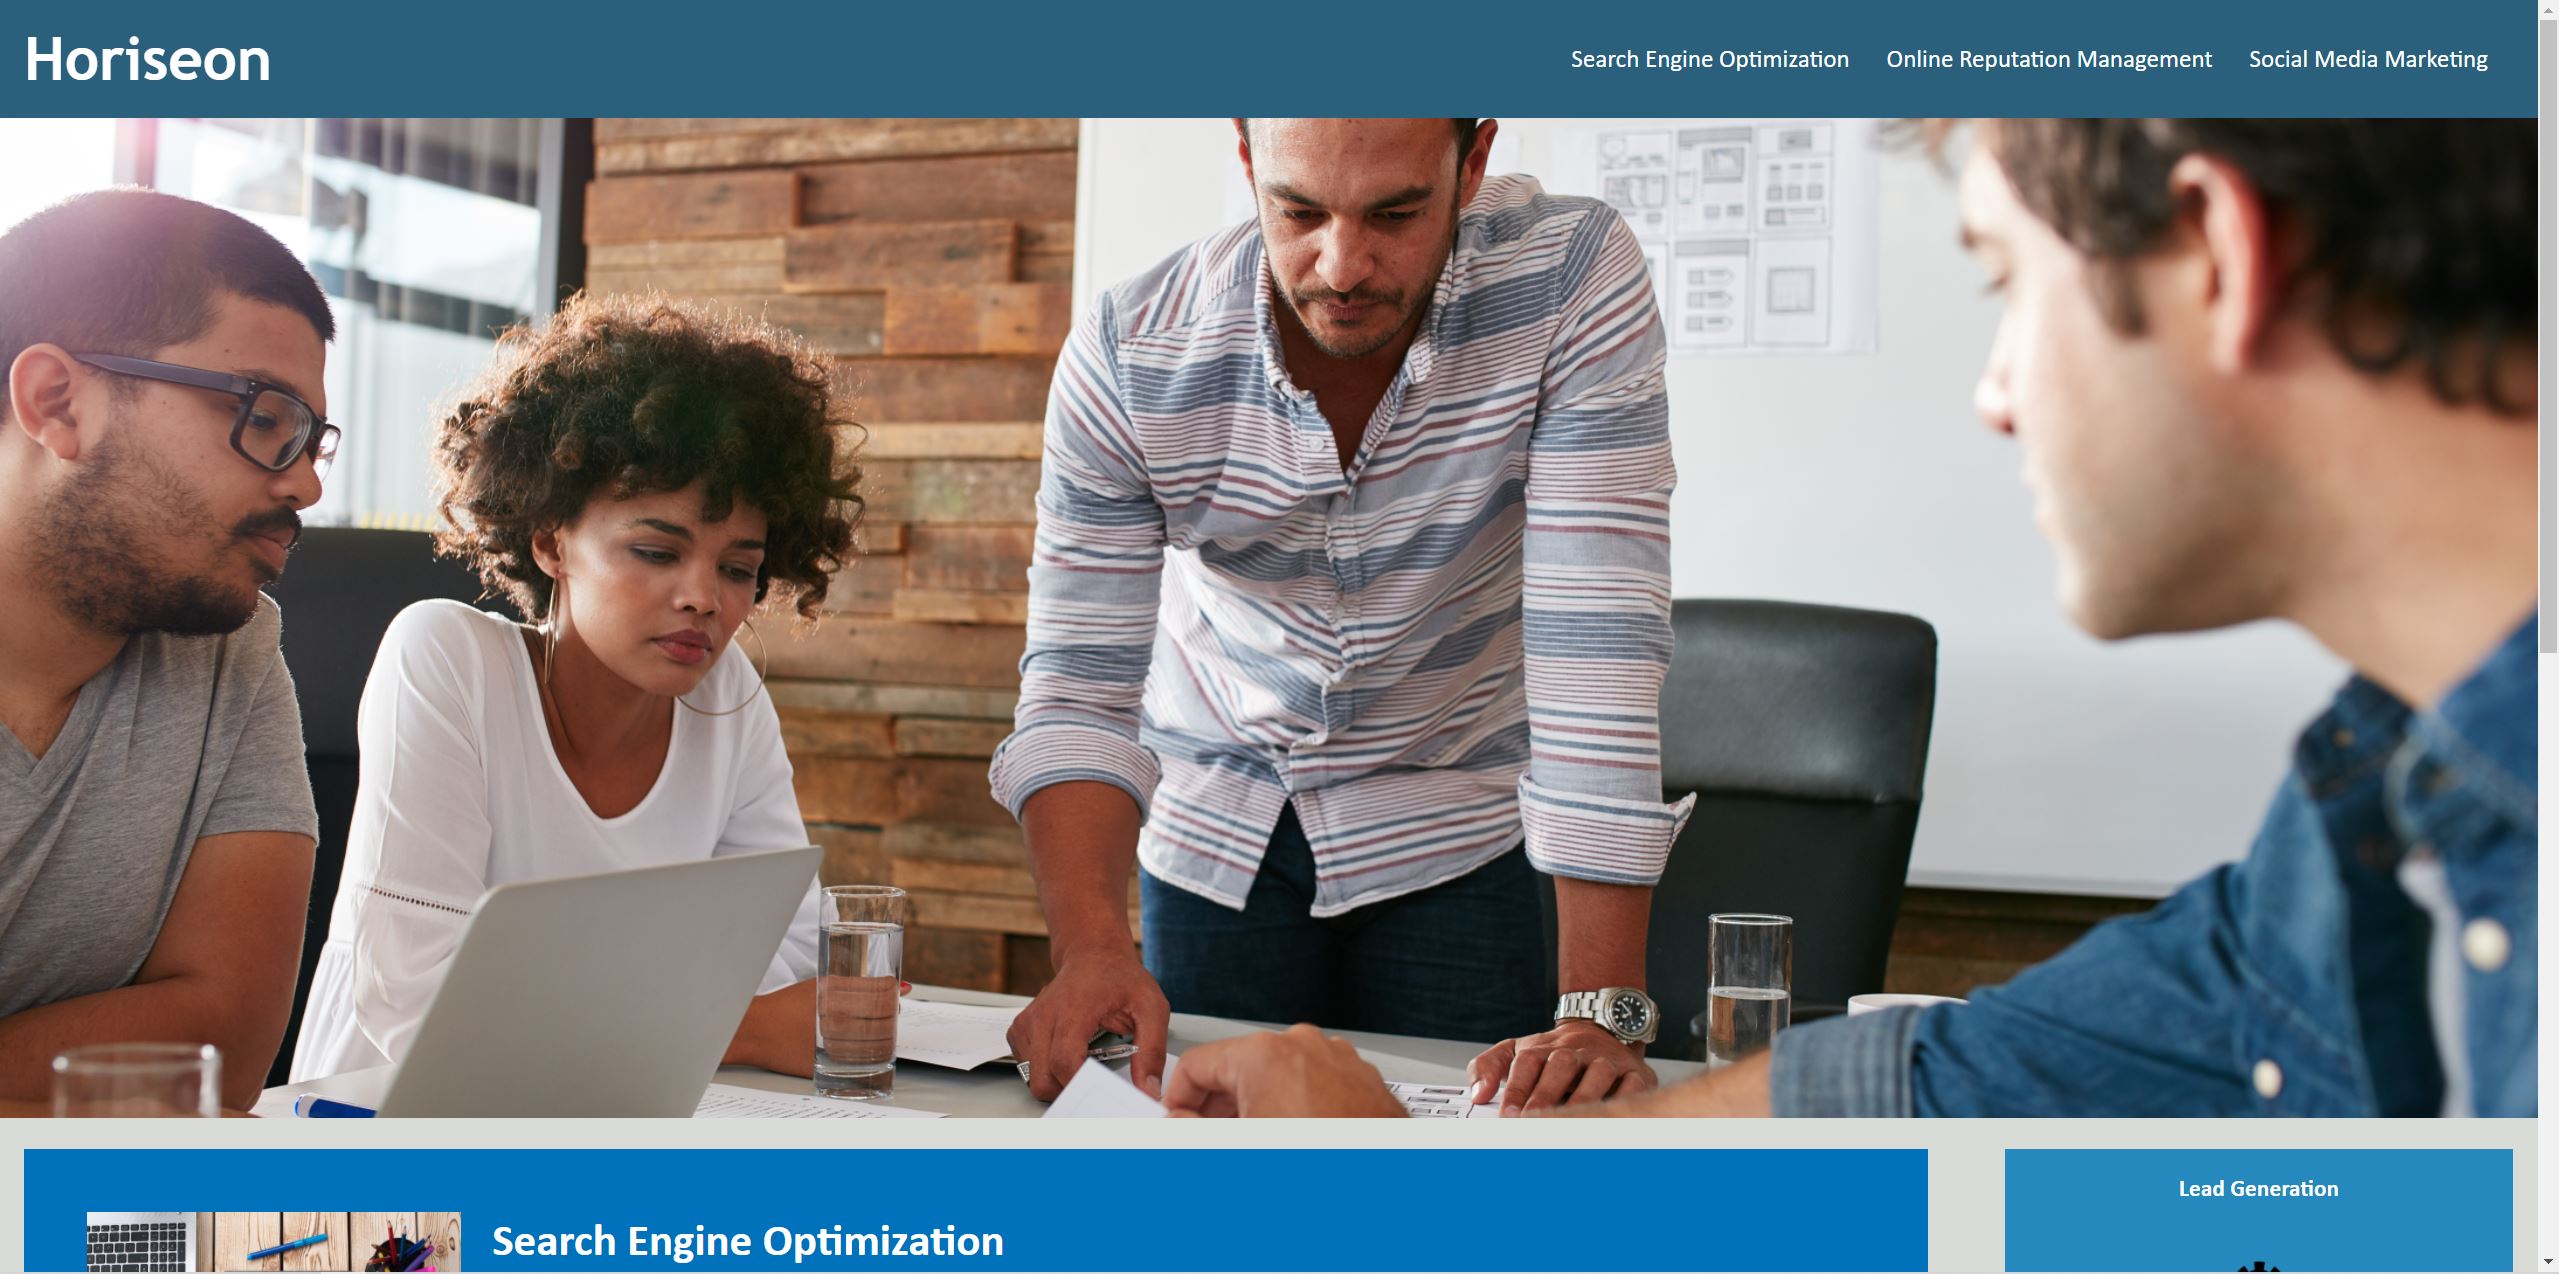 Horiseon
Search Engine Optimization
Online Reputation Management
Social Media Marketing
Search Engine Optimization
Lead Generation